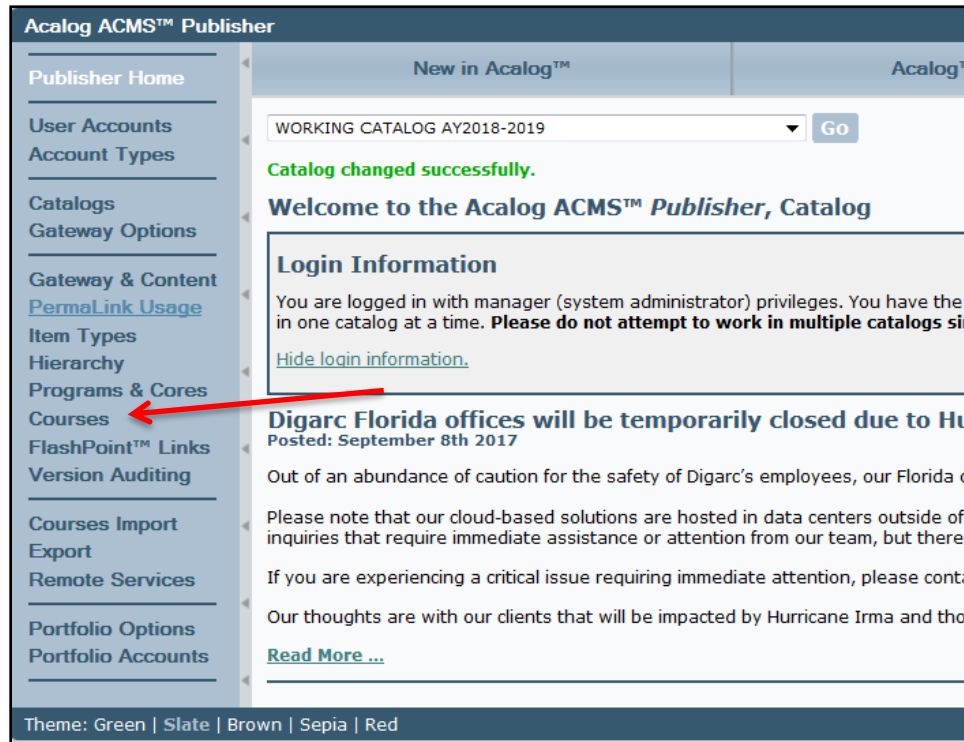 Acalog ACMS™ Publisher
Publisher Home
User Accounts
Account Types
Catalogs
Gateway Options
Gateway & Content
PermaLink Usage
Item Types
Hierarchy
Programs & Cores
Courses
FlashPoint™ Links
Version Auditing
Courses Import
Export
Remote Services
Portfolio Options
Portfolio Accounts
New in Acalog™
Acalog™
WORKING CATALOG AY2018-2019
Go
Catalog changed successfully.
Welcome to the Acalog ACMS™ Publisher, Catalog
Login Information
You are logged in with manager (system administrator) privileges. You have the
in one catalog at a time. Please do not attempt to work in multiple catalogs
Hide login information.
Digarc Florida offices will be temporarily closed due to
Posted: September 8th 2017
Out of an abundance of caution for the safety of Digarc's employees, our Florida
Please note that our cloud-based solutions are hosted in data centers outside of
inquiries that require immediate assistance or attention from our team, but there
If you are experiencing a critical issue requiring immediate attention, please
Our thoughts are with our clients that will be impacted by Hurricane Irma and
Read More ...
Theme: Green | Slate | Brown | Sepia | Red